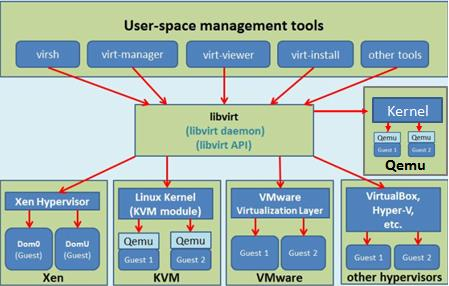 User-space management tools
virsh
virt-manager
virt-viewer
virt-install
other tools
libvirt
(libvirt daemon)
(libvirt API)
Kernel
Qemu
Qemu
Guest 1
Guest 2
Qemu
Xen Hypervisor
Dom0
(Guest)
DomU
(Guest)
Xen
Linux Kernel
(KVM module)
Qemu
Qemu
Guest 1
Guest 2
KVM
VMware
Virtualization Layer
Guest 1
Guest 2
VMware
VirtualBox,
Hyper-V,
etc.
Guest 1
Guest 2
other hypervisors